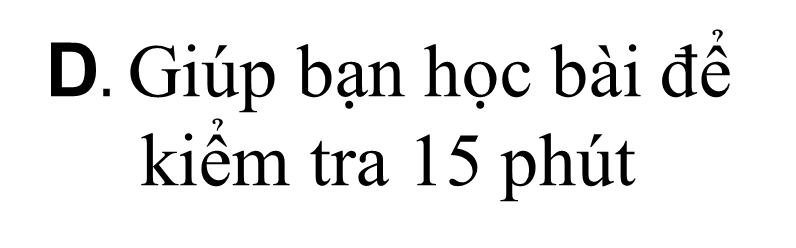 D. Giúp bạn học bài để
kiểm tra 15 phút